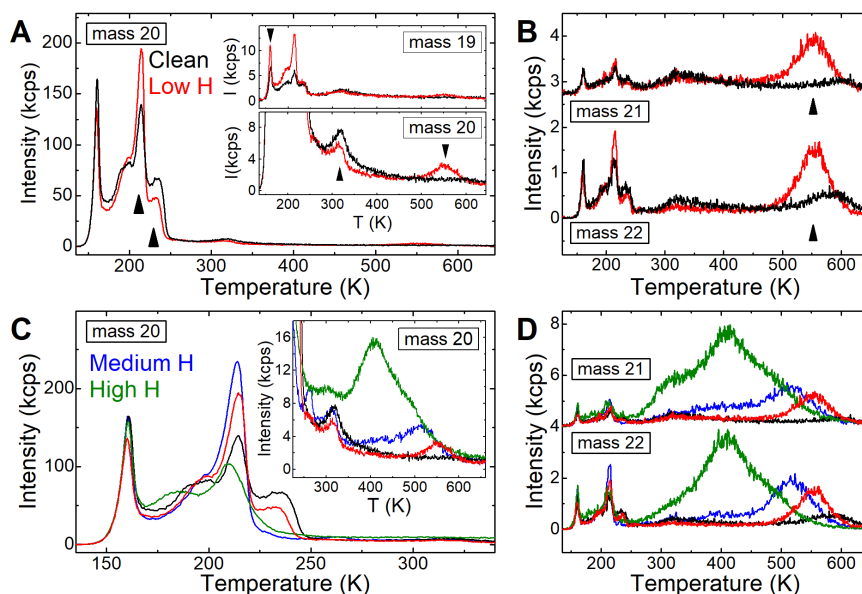 A
mass 20
Clean
Low H
Intensity (kcps)
200
150
100
50
0
200
300
400
500
600
Temperature (K)
mass 19
I (kcps)
10
5
0
mass 20
I(kcps)
10
5
0
200
300
400
500
600
T (K)
B
Intensity (kcps)
4
3
2
1
0
mass 21
mass 22
200
300
400
500
600
Temperature (K)
C
mass 20
Medium H
High H
Intensity (kcps)
200
100
0
150
200
250
300
Temperature (K)
mass 20
Intensity (kcps)
16
12
8
4
0
300
400
500
600
T (K)
D
Intensity (kcps)
8
6
4
2
0
mass 21
mass 22
200
300
400
500
600
Temperature (K)